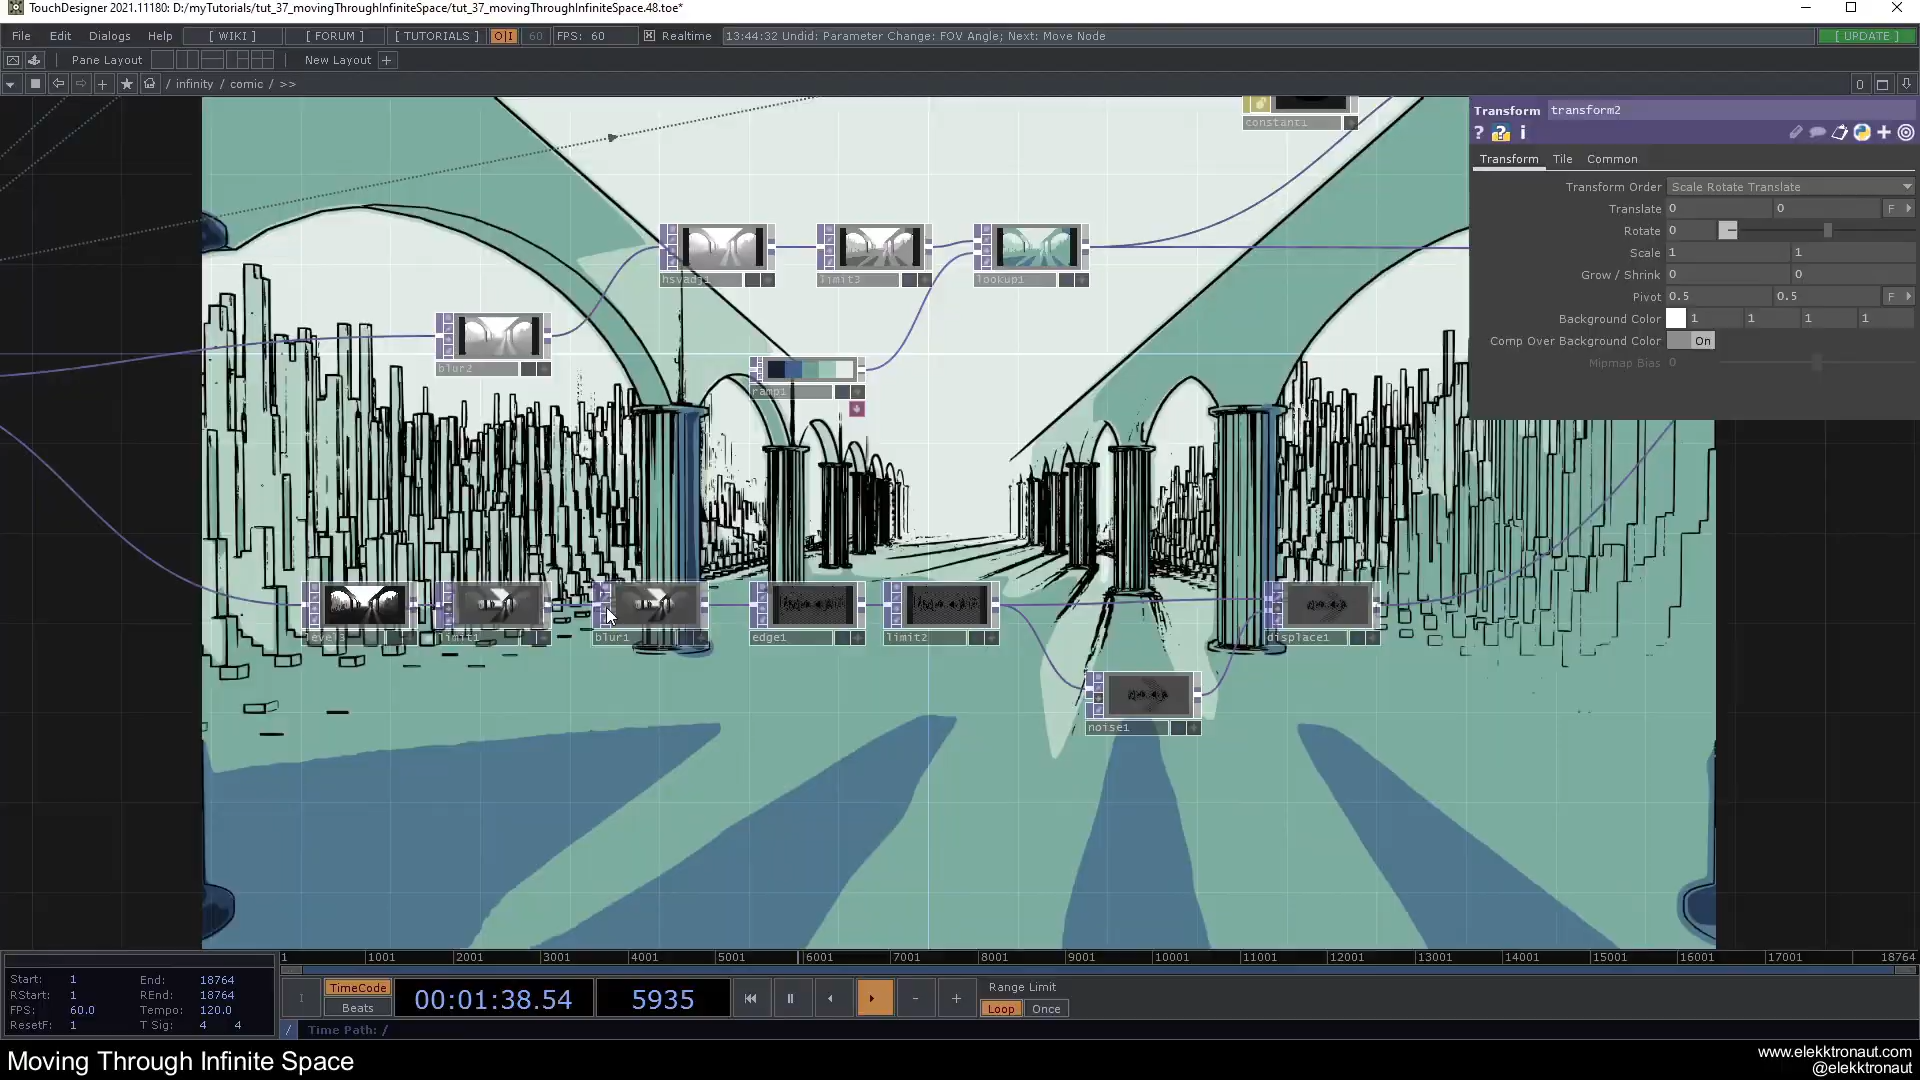 TouchDesigner 2021.11180: D:/myTutorials/tut_37_movingThroughInfiniteSpace/tut_37_movingThroughInfiniteSpace.48.toe*
File Edit Dialogs Help [ WIKI ] [ FORUM ] [ TUTORIALS ] O|I 60 FPS: 60 Realtime 13:44:32 Undid: Parameter Change: FOV Angle; Next: Move Node [ UPDATE ]
Pane Layout New Layout +
/ infinity / comic / >> 0
Transform transform2
? ? i
Transform Tile Common
Transform Order Scale Rotate Translate
Translate 0 0 F
Rotate 0
Scale 1 1
Grow / Shrink 0 0
Pivot 0.5 0.5 F
Background Color 1 1 1 1
Comp Over Background Color On
Mipmap Bias 0
constant1
hsvadj1 limit3 lookup1
blur2
ramp1
level3 limit1 blur1 edge1 limit2 displace1
noise1
1 1001 2001 3001 4001 5001 6001 7001 8001 9001 10001 11001 12001 13001 14001 15001 16001 17001 18764
Start: 1 End: 18764
RStart: 1 REnd: 18764
FPS: 60.0 Tempo: 120.0
ResetF: 1 T Sig: 4 4
TimeCode
Beats
00:01:38.54 5935
Range Limit
Loop Once
/ Time Path: /
Moving Through Infinite Space
www.elekktronaut.com
@elekktronaut